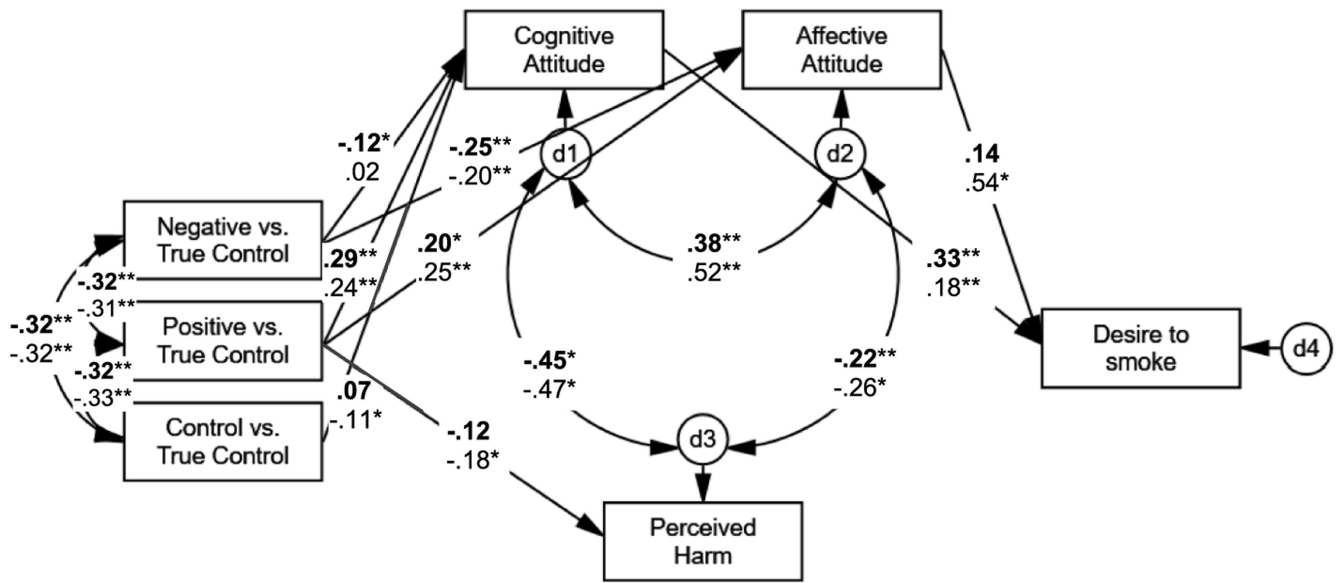 Cognitive
Attitude
Affective
Attitude
-.12*
.02
-.25**
-.20**
d1
d2
.14
.54*
Negative vs.
True Control
-.32**
-.31**
.29**
.24**
.20*
.25**
.38**
.52**
.33**
.18**
-.32**
-.32**
Positive vs.
True Control
Desire to
smoke
d4
-.32**
-.33**
.07
-.11*
-.45*
-.47*
-.22**
-.26*
Control vs.
True Control
-.12
-.18*
d3
Perceived
Harm